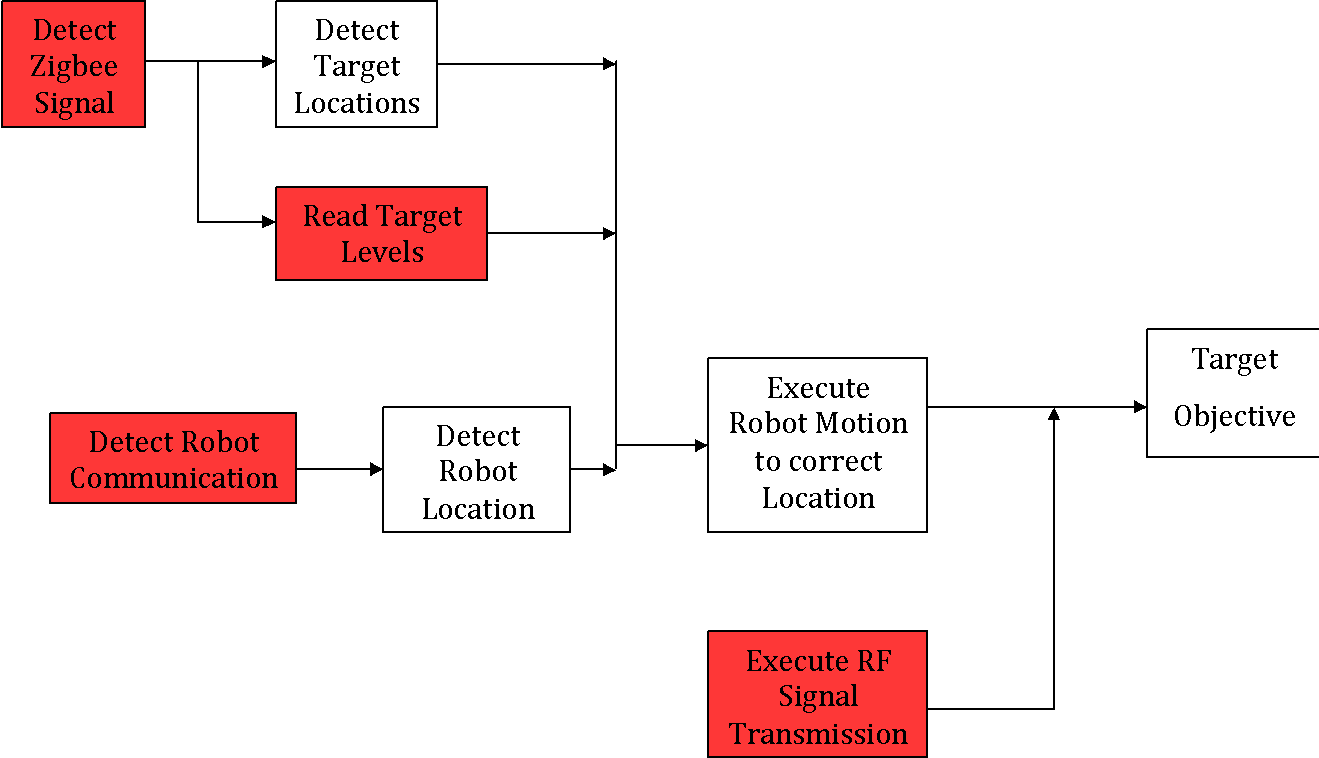 Detect
Zigbee
Signal
Detect
Target
Locations
Read Target
Levels
Detect Robot
Communication
Detect
Robot
Location
Execute
Robot Motion
to correct
Location
Target
Objective
Execute RF
Signal
Transmission